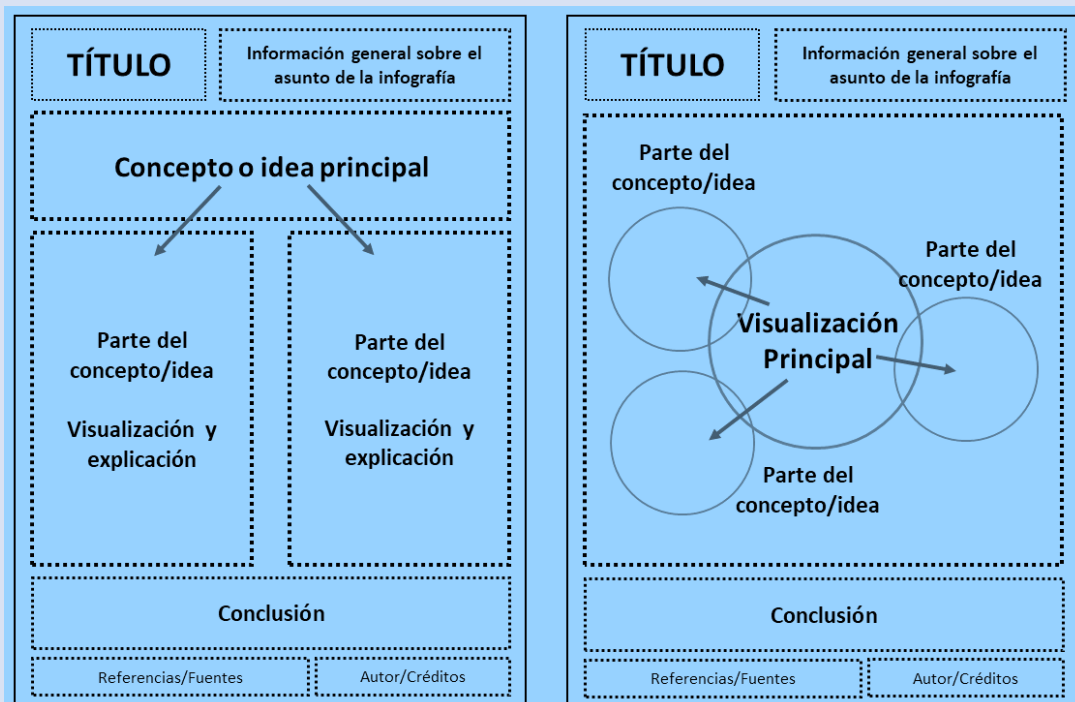 TÍTULO
Información general sobre el
asunto de la infografía
Concepto o idea principal
Parte del
concepto/idea
Visualización y
explicación
Parte del
concepto/idea
Visualización y
explicación
Conclusión
Referencias/Fuentes
Autor/Créditos
TÍTULO
Información general sobre el
asunto de la infografía
Parte del
concepto/idea
Parte del
concepto/idea
Visualización
Principal
Parte del
concepto/idea
Conclusión
Referencias/Fuentes
Autor/Créditos